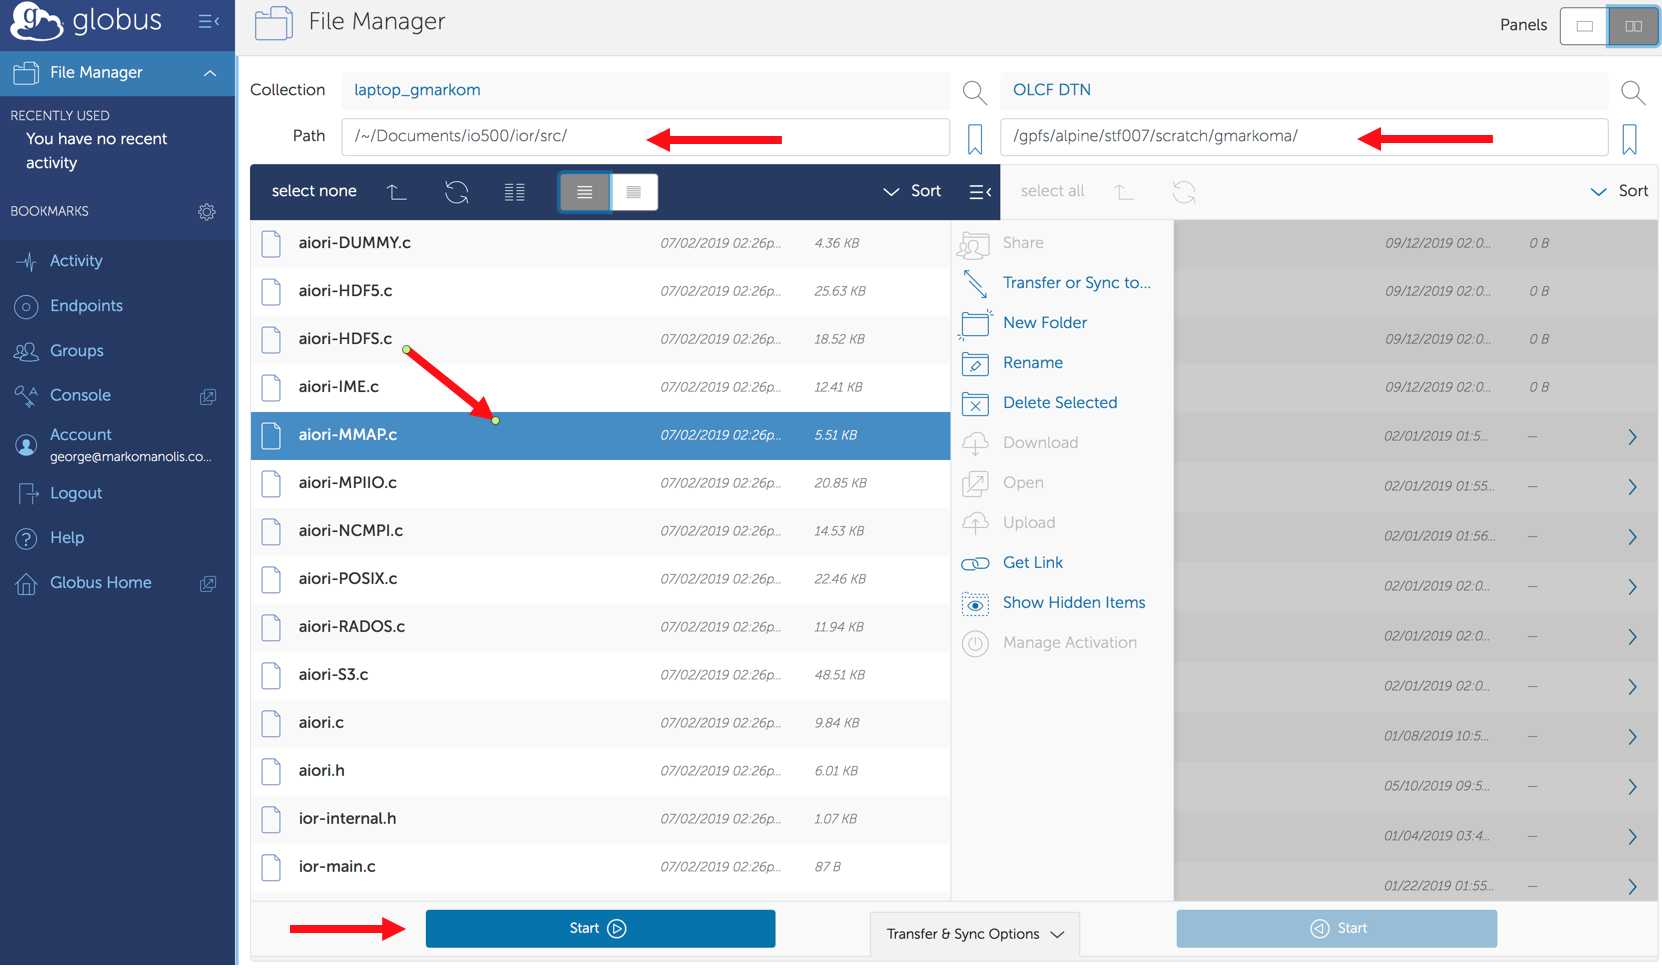 globus
File Manager
RECENTLY USED
You have no recent
activity
BOOKMARKS
Activity
Endpoints
Groups
Console
Account
george@markomanolis.co...
Logout
Help
Globus Home
File Manager
Panels
Collection
laptop_gmarkom
OLCF DTN
Path
/~/Documents/io500/ior/src/
/gpfs/alpine/stf007/scratch/gmarkoma/
select none
Sort
select all
Sort
aiori-DUMMY.c 07/02/2019 02:26p... 4.36 KB
aiori-HDF5.c 07/02/2019 02:26p... 25.63 KB
aiori-HDFS.c 07/02/2019 02:26p... 18.52 KB
aiori-IME.c 07/02/2019 02:26p... 12.41 KB
aiori-MMAP.c 07/02/2019 02:26p... 5.51 KB
aiori-MPIIO.c 07/02/2019 02:26p... 20.85 KB
aiori-NCMPI.c 07/02/2019 02:26p... 14.53 KB
aiori-POSIX.c 07/02/2019 02:26p... 22.46 KB
aiori-RADOS.c 07/02/2019 02:26p... 11.94 KB
aiori-S3.c 07/02/2019 02:26p... 48.51 KB
aiori.c 07/02/2019 02:26p... 9.84 KB
aiori.h 07/02/2019 02:26p... 6.01 KB
ior-internal.h 07/02/2019 02:26p... 1.07 KB
ior-main.c 07/02/2019 02:26p... 87 B
Share
Transfer or Sync to...
New Folder
Rename
Delete Selected
Download
Open
Upload
Get Link
Show Hidden Items
Manage Activation
09/12/2019 02:0... 0 B
09/12/2019 02:0... 0 B
09/12/2019 02:0... 0 B
09/12/2019 02:0... 0 B
02/01/2019 01:5... —
02/01/2019 01:55... —
02/01/2019 01:56... —
02/01/2019 02:0... —
02/01/2019 02:0... —
02/01/2019 02:0... —
01/08/2019 10:5... —
05/10/2019 09:5... —
01/04/2019 03:4... —
01/22/2019 01:55... —
Start
Transfer & Sync Options
Start